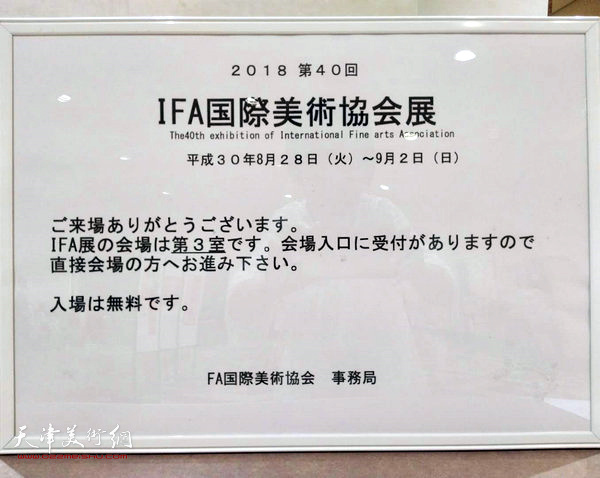 2018 第40回
IFA国際美術協会展
The40th exhibition of International Fine arts Association
平成30年8月28日（火）～9月2日（日）
ご来場ありがとうございます。
IFA展の会場は第3室です。会場入口に受付がありますので
直接会場の方へお進み下さい。
入場は無料です。
FA国際美術協会　事務局
天津美術網